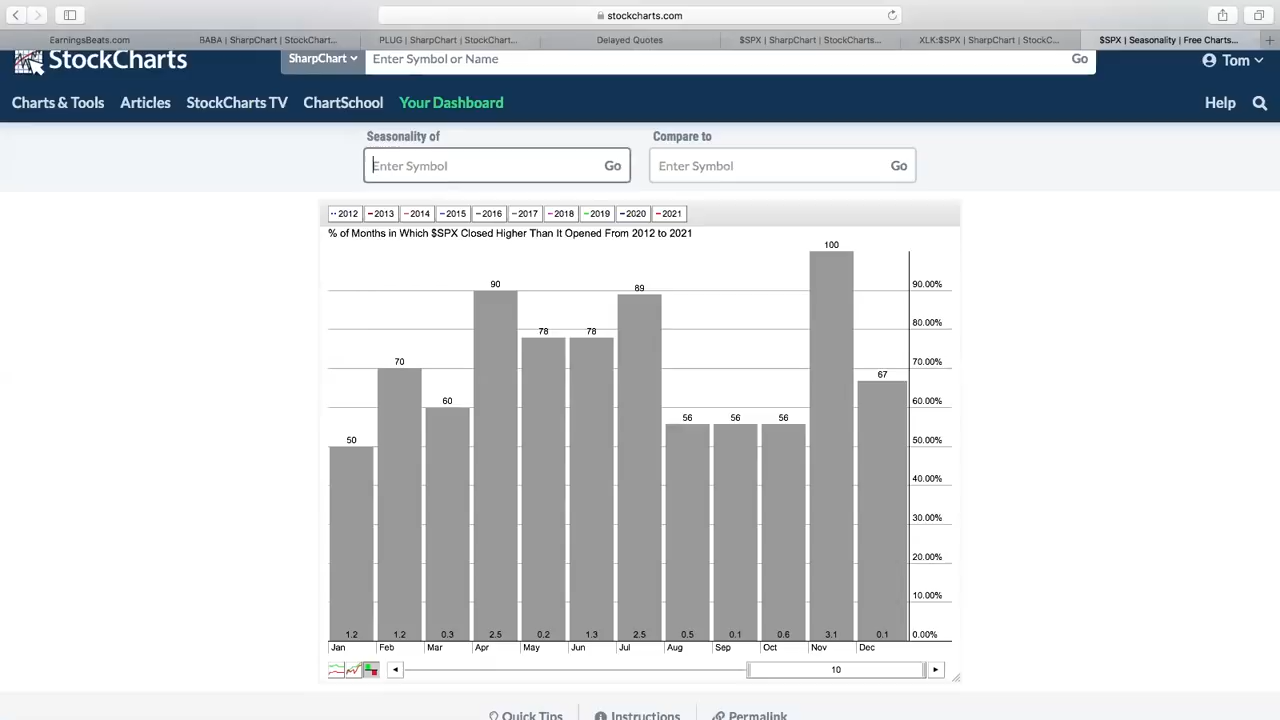 stockcharts.com
EarningsBeats.com
BABA | SharpChart | StockChart...
PLUG | SharpChart | StockChart...
Delayed Quotes
$SPX | SharpChart | StockCharts...
XLK:$SPX | SharpChart | StockC...
$SPX | Seasonality | Free Charts...
StockCharts
SharpChart
Enter Symbol or Name
Go
Tom
Charts & Tools
Articles
StockCharts TV
ChartSchool
Your Dashboard
Help
Seasonality of
Compare to
Enter Symbol
Go
Enter Symbol
Go
2012 2013 2014 2015 2016 2017 2018 2019 2020 2021
% of Months in Which $SPX Closed Higher Than It Opened From 2012 to 2021
100
90
89
78
78
70
67
60
56
56
56
50
90.00%
80.00%
70.00%
60.00%
50.00%
40.00%
30.00%
20.00%
10.00%
0.00%
1.2 1.2 0.3 2.5 0.2 1.3 2.5 0.5 0.1 0.6 3.1 0.1
Jan Feb Mar Apr May Jun Jul Aug Sep Oct Nov Dec
10
Quick Tips
Instructions
Permalink